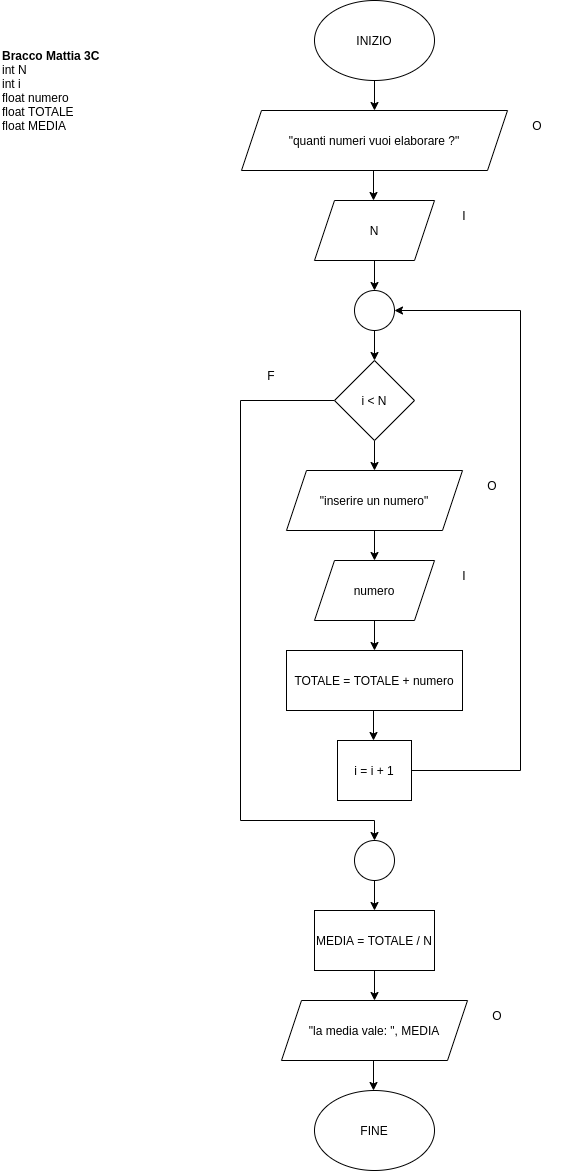 INIZIO
Bracco Mattia 3C
int N
int i
float numero
float TOTALE
float MEDIA
"quanti numeri vuoi elaborare ?"
O
N
I
F
i < N
"inserire un numero"
O
numero
I
TOTALE = TOTALE + numero
i = i + 1
MEDIA = TOTALE / N
"la media vale: ", MEDIA
O
FINE